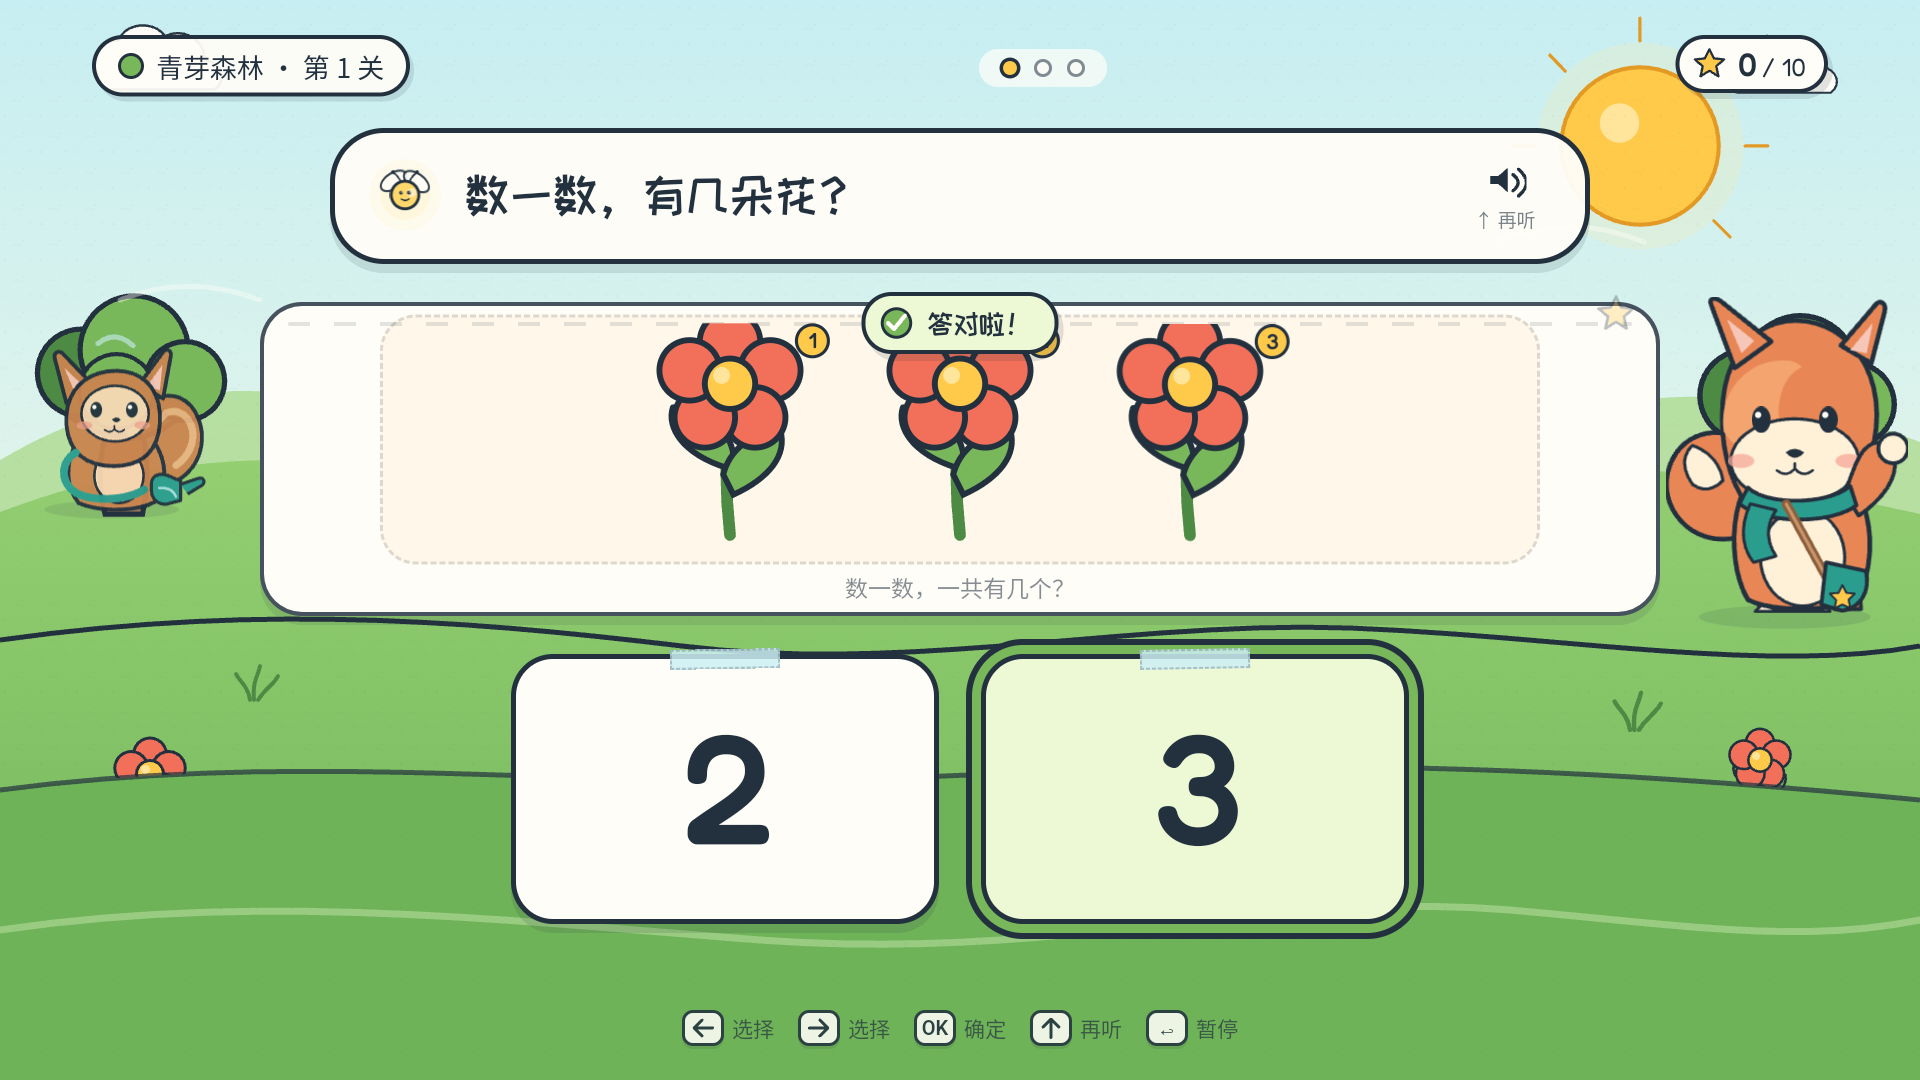 青芽森林 · 第 1 关
0 / 10
数一数，有几朵花？
↑ 再听
答对啦！
1
3
数一数，一共有几个？
2
3
← 选择 → 选择 OK 确定 ↑ 再听 ↩ 暂停